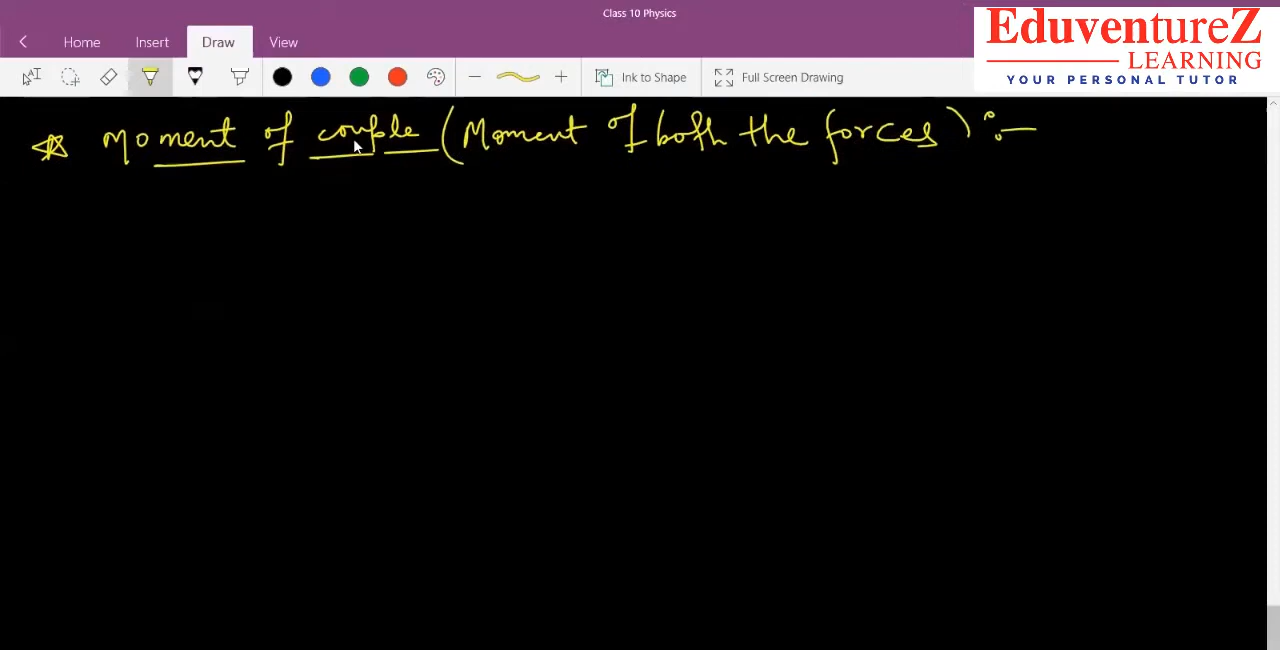 Class 10 Physics
EduventureZ
LEARNING
YOUR PERSONAL TUTOR
Home Insert Draw View
Ink to Shape Full Screen Drawing
Moment of couple (Moment of both the forces) :-